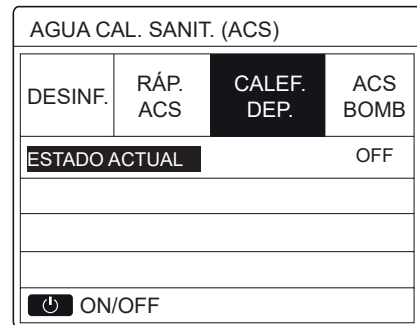 AGUA CAL. SANIT. (ACS)
DESINF.
RÁP.
ACS
CALEF.
DEP.
ACS
BOMB
ESTADO ACTUAL OFF
ON/OFF